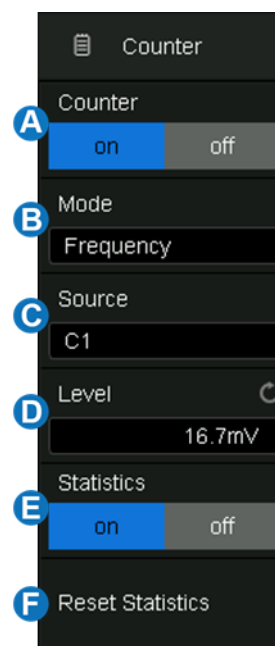 Counter
A
Counter
on off
B
Mode
Frequency
C
Source
C1
D
Level
16.7mV
E
Statistics
on off
F
Reset Statistics